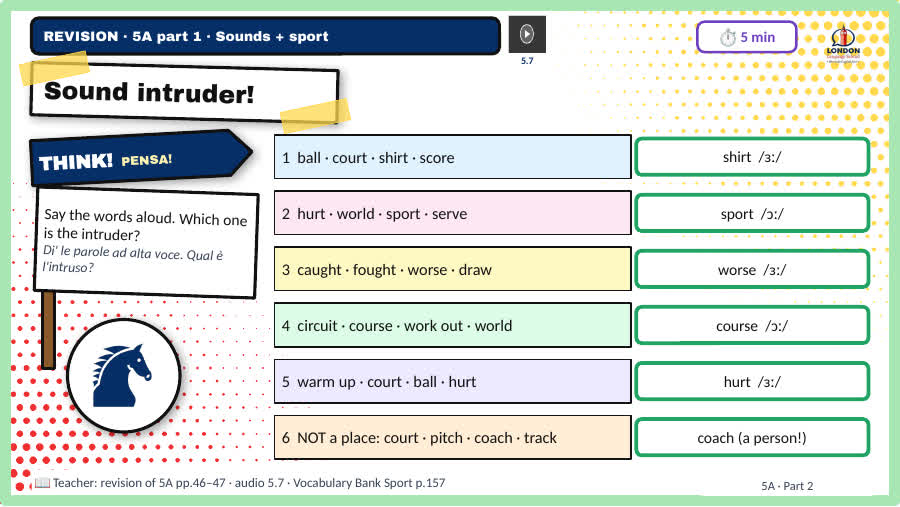 REVISION · 5A part 1 · Sounds + sport
5.7
⏱️ 5 min
LONDON
Sound intruder!
THINK! PENSA!
Say the words aloud. Which one
is the intruder?
Di' le parole ad alta voce. Qual è
l'intruso?
1 ball · court · shirt · score
shirt /ɜː/
2 hurt · world · sport · serve
sport /ɔː/
3 caught · fought · worse · draw
worse /ɜː/
4 circuit · course · work out · world
course /ɔː/
5 warm up · court · ball · hurt
hurt /ɜː/
6 NOT a place: court · pitch · coach · track
coach (a person!)
📖 Teacher: revision of 5A pp.46–47 · audio 5.7 · Vocabulary Bank Sport p.157
5A · Part 2